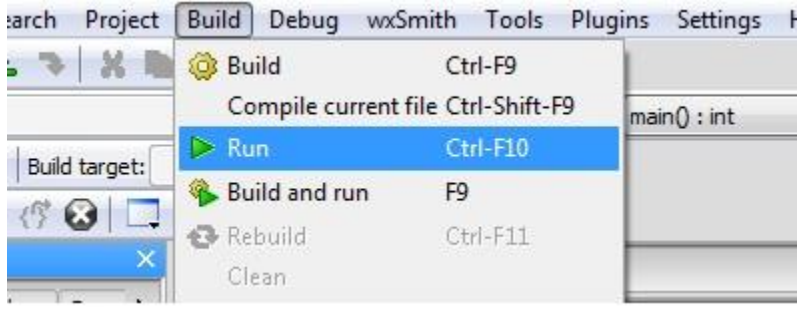 earch Project Build Debug wxSmith Tools Plugins Settings H
Build Ctrl-F9
Compile current file Ctrl-Shift-F9
main() : int
Run Ctrl-F10
Build target:
Build and run F9
Rebuild Ctrl-F11
Clean